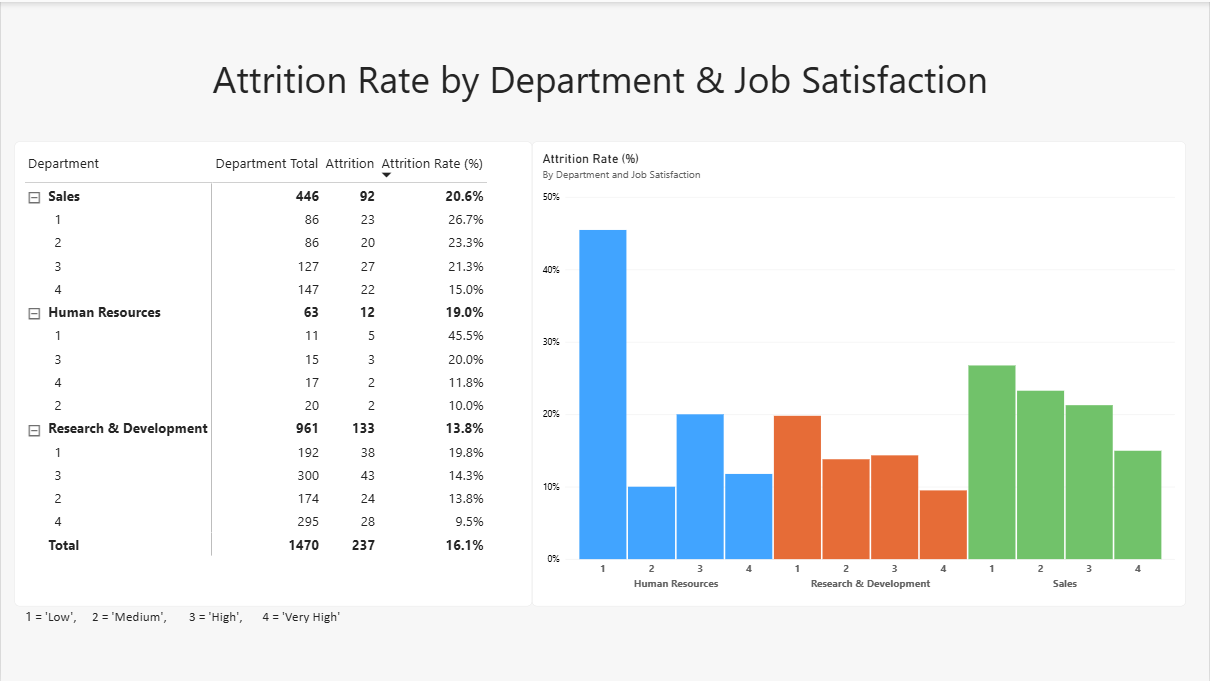 Attrition Rate by Department & Job Satisfaction
Department Department Total Attrition Attrition Rate (%)
Sales 446 92 20.6%
1 86 23 26.7%
2 86 20 23.3%
3 127 27 21.3%
4 147 22 15.0%
Human Resources 63 12 19.0%
1 11 5 45.5%
3 15 3 20.0%
4 17 2 11.8%
2 20 2 10.0%
Research & Development 961 133 13.8%
1 192 38 19.8%
3 300 43 14.3%
2 174 24 13.8%
4 295 28 9.5%
Total 1470 237 16.1%
Attrition Rate (%)
By Department and Job Satisfaction
50%
40%
30%
20%
10%
0%
1 2 3 4 1 2 3 4 1 2 3 4
Human Resources Research & Development Sales
1 = 'Low', 2 = 'Medium', 3 = 'High', 4 = 'Very High'